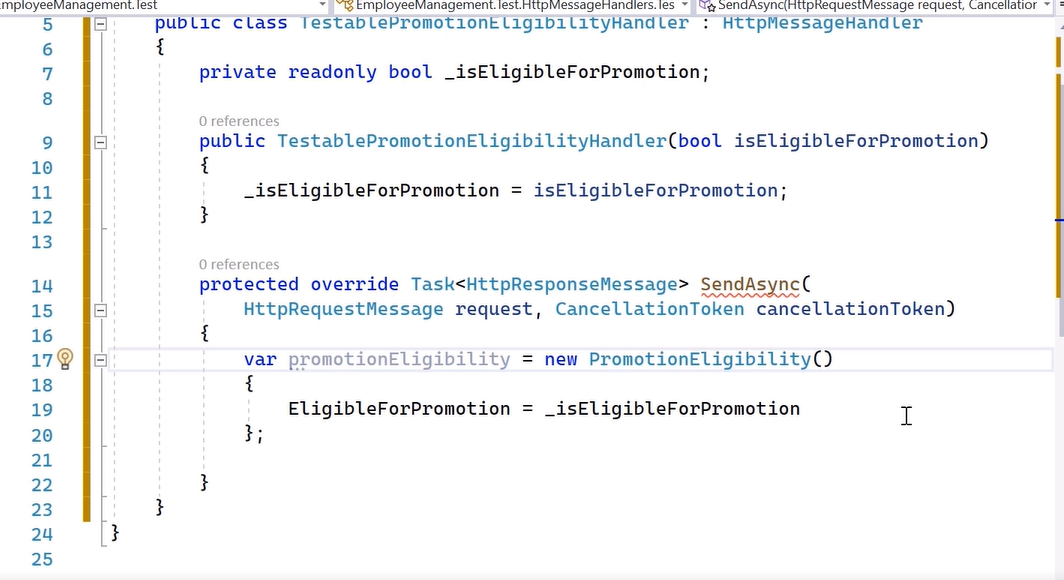 mployeeManagement.Test EmployeeManagement.Test.HttpMessageHandlers.Tes SendAsync(HttpRequestMessage request, Cancellation
5 public class TestablePromotionEligibilityHandler : HttpMessageHandler
6 {
7 private readonly bool _isEligibleForPromotion;
8
0 references
9 public TestablePromotionEligibilityHandler(bool isEligibleForPromotion)
10 {
11 _isEligibleForPromotion = isEligibleForPromotion;
12 }
13
0 references
14 protected override Task<HttpResponseMessage> SendAsync(
15 HttpRequestMessage request, CancellationToken cancellationToken)
16 {
17 var promotionEligibility = new PromotionEligibility()
18 {
19 EligibleForPromotion = _isEligibleForPromotion
20 };
21
22 }
23 }
24 }
25